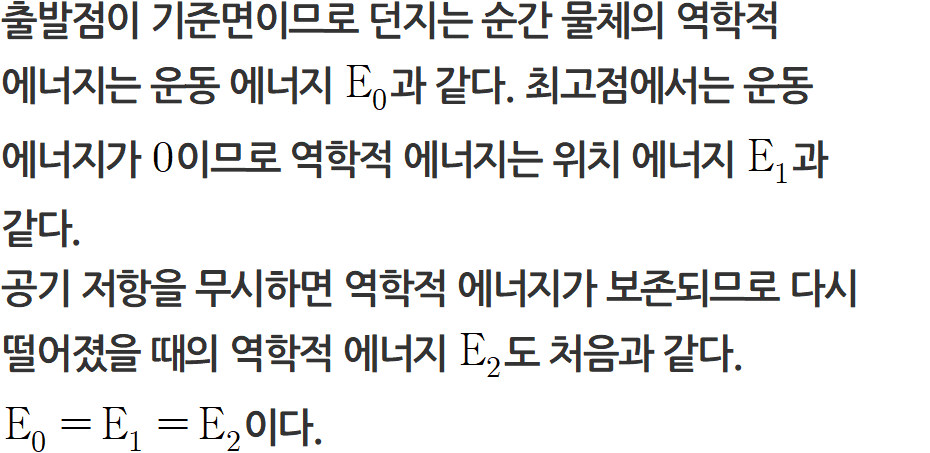 출발점이 기준면이므로 던지는 순간 물체의 역학적
에너지는 운동 에너지 E₀과 같다. 최고점에서는 운동
에너지가 0이므로 역학적 에너지는 위치 에너지 E₁과
같다.
공기 저항을 무시하면 역학적 에너지가 보존되므로 다시
떨어졌을 때의 역학적 에너지 E₂도 처음과 같다.
E₀ = E₁ = E₂이다.